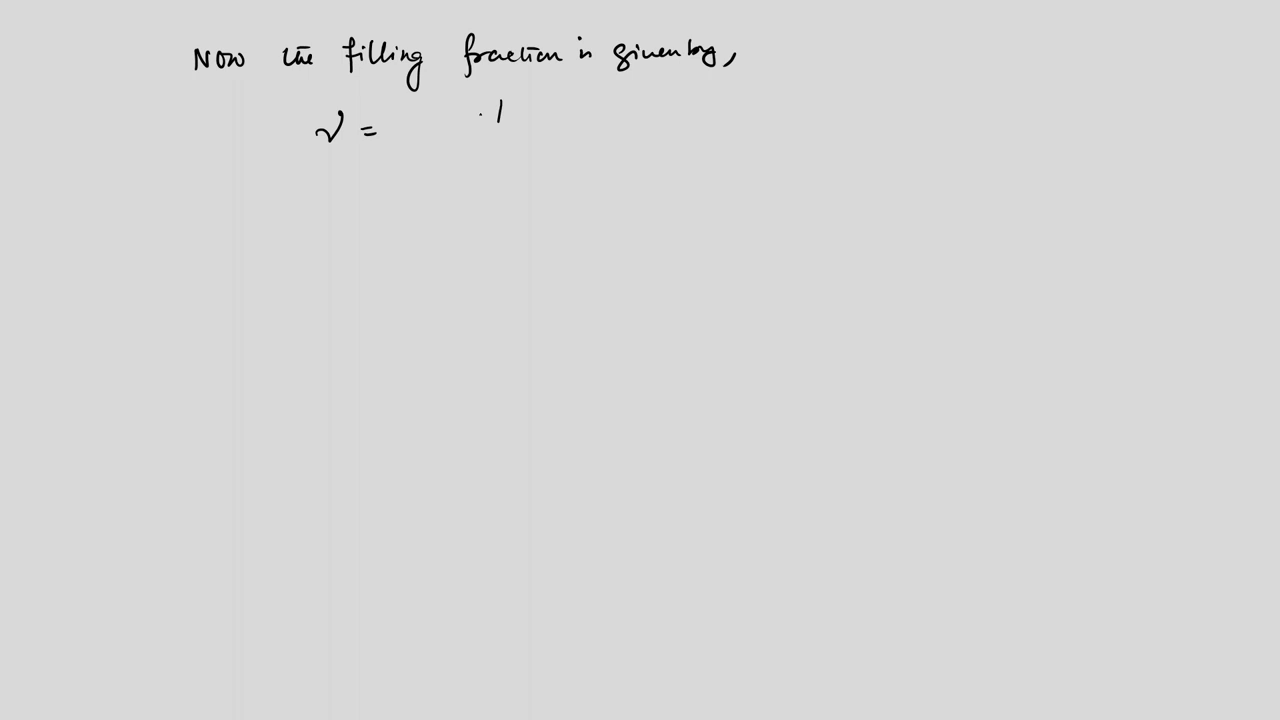 Now the filling fraction is given by,
ν =